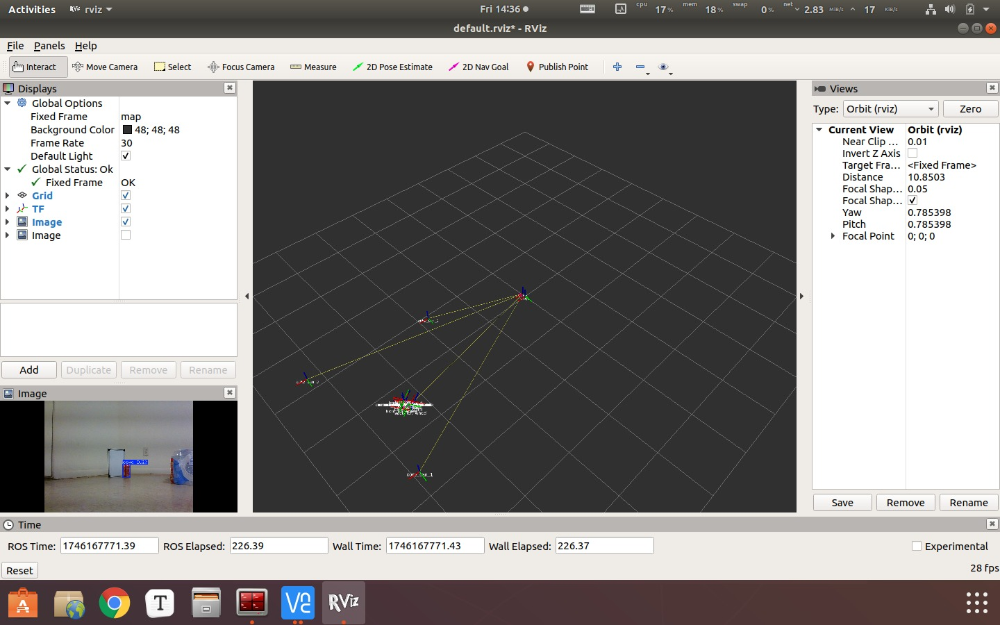 Activities
RViz rviz
Fri 14:36
cpu 17 %
mem 18 %
swap 0 %
net 2.83 MiB/s 17 KiB/s
default.rviz* - RViz
File Panels Help
Interact Move Camera Select Focus Camera Measure 2D Pose Estimate 2D Nav Goal Publish Point
Displays
Global Options
Fixed Frame map
Background Color 48; 48; 48
Frame Rate 30
Default Light
Global Status: Ok
Fixed Frame OK
Grid
TF
Image
Image
Add Duplicate Remove Rename
Image
coke_can_1
Views
Type: Orbit (rviz) Zero
Current View Orbit (rviz)
Near Clip ... 0.01
Invert Z Axis
Target Fra... <Fixed Frame>
Distance 10.8503
Focal Shap... 0.05
Focal Shap...
Yaw 0.785398
Pitch 0.785398
Focal Point 0; 0; 0
Save Remove Rename
Time
ROS Time: 1746167771.39 ROS Elapsed: 226.39 Wall Time: 1746167771.43 Wall Elapsed: 226.37 Experimental
Reset 28 fps
A
T
VNC
RViz